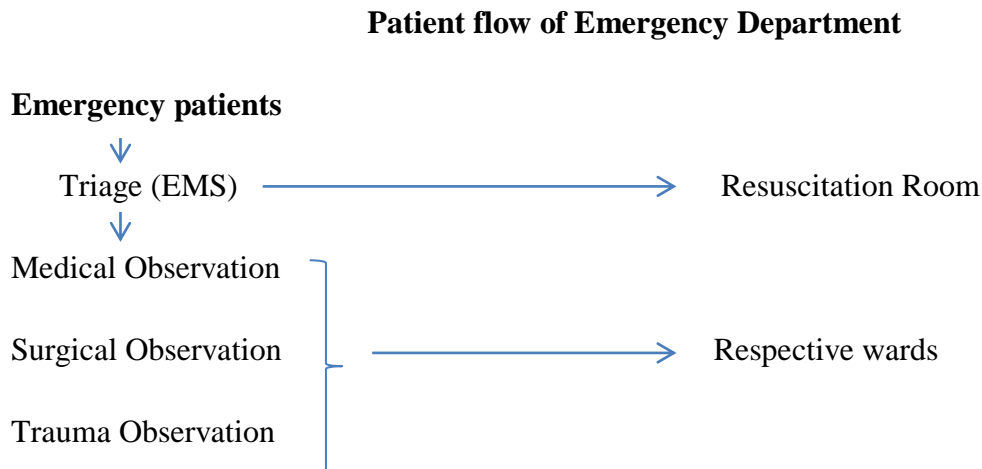 Patient flow of Emergency Department
Emergency patients
Triage (EMS) Resuscitation Room
Medical Observation
Surgical Observation Respective wards
Trauma Observation